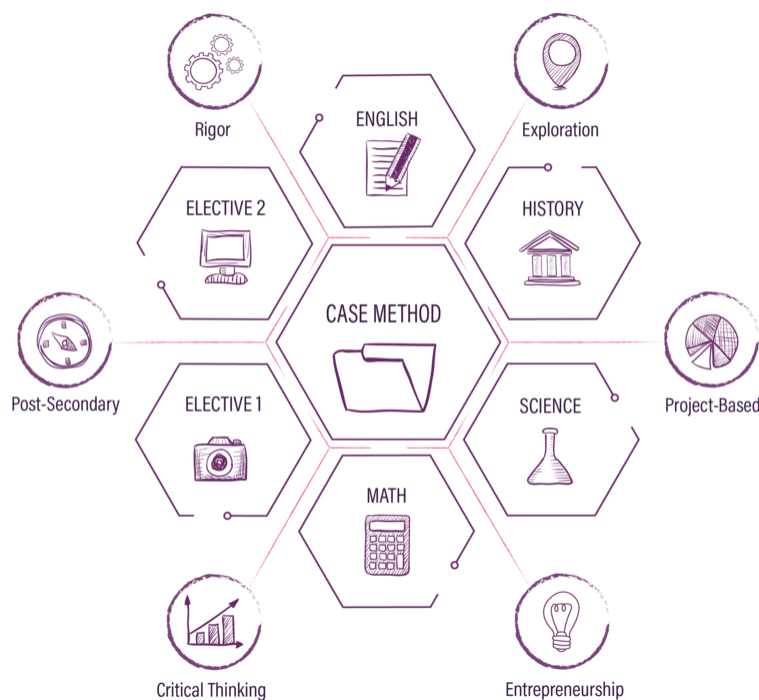 Rigor
Exploration
ENGLISH
ELECTIVE 2
HISTORY
CASE METHOD
Post-Secondary
Project-Based
ELECTIVE 1
SCIENCE
MATH
Critical Thinking
Entrepreneurship